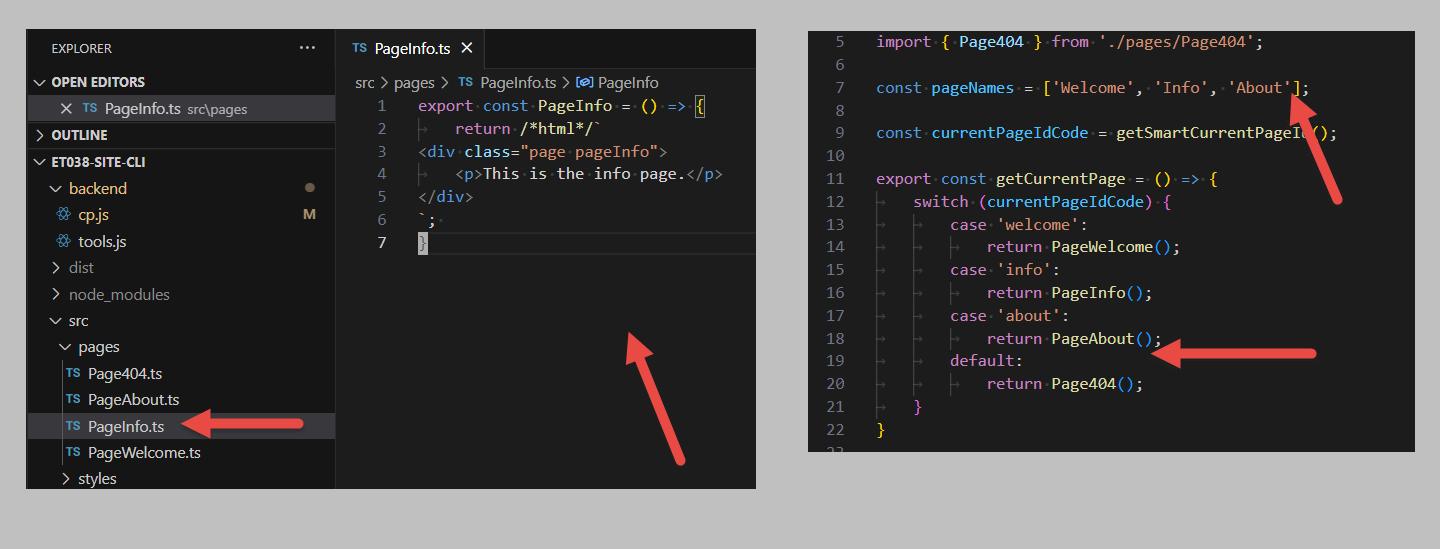 EXPLORER ...
OPEN EDITORS
TS PageInfo.ts src\pages
OUTLINE
ET038-SITE-CLI
backend
cp.js M
tools.js
dist
node_modules
src
pages
TS Page404.ts
TS PageAbout.ts
TS PageInfo.ts
TS PageWelcome.ts
styles
TS PageInfo.ts
src > pages > TS PageInfo.ts > PageInfo
1 export const PageInfo = () => {
2 return /*html*/`
3 <div class="page pageInfo">
4 <p>This is the info page.</p>
5 </div>
6 `;
7 }
5 import { Page404 } from './pages/Page404';
6
7 const pageNames = ['Welcome', 'Info', 'About'];
8
9 const currentPageIdCode = getSmartCurrentPageId();
10
11 export const getCurrentPage = () => {
12 switch (currentPageIdCode) {
13 case 'welcome':
14 return PageWelcome();
15 case 'info':
16 return PageInfo();
17 case 'about':
18 return PageAbout();
19 default:
20 return Page404();
21 }
22 }